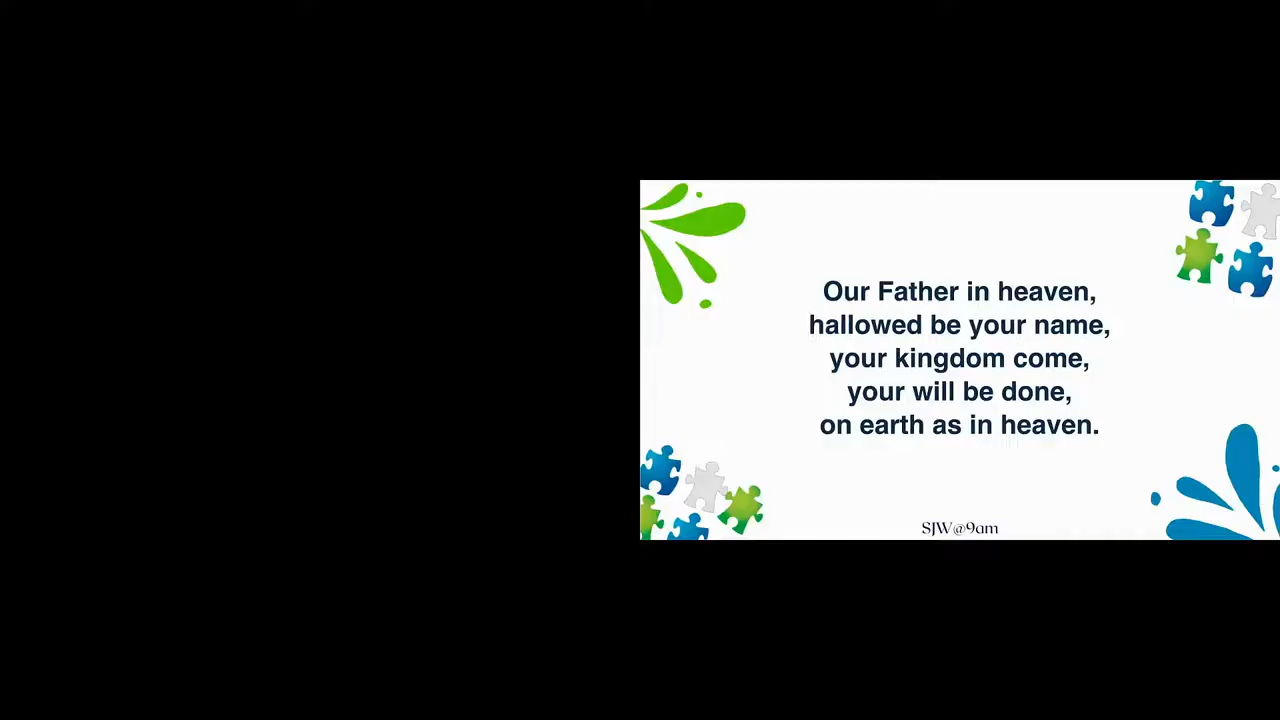 Our Father in heaven,
hallowed be your name,
your kingdom come,
your will be done,
on earth as in heaven.
SJW@9am